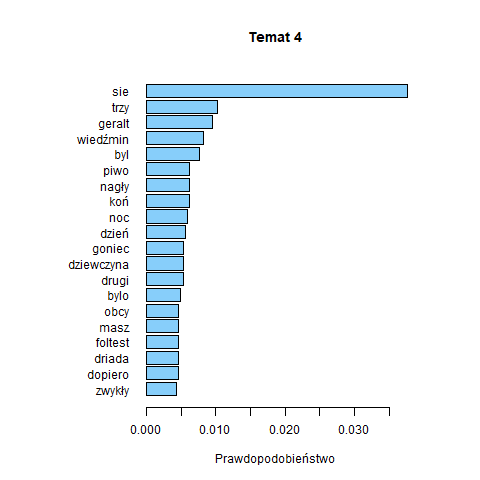 Temat 4
sie
trzy
geralt
wiedźmin
byl
piwo
nagły
koń
noc
dzień
goniec
dziewczyna
drugi
bylo
obcy
masz
foltest
driada
dopiero
zwykły
0.000 0.010 0.020 0.030
Prawdopodobieństwo